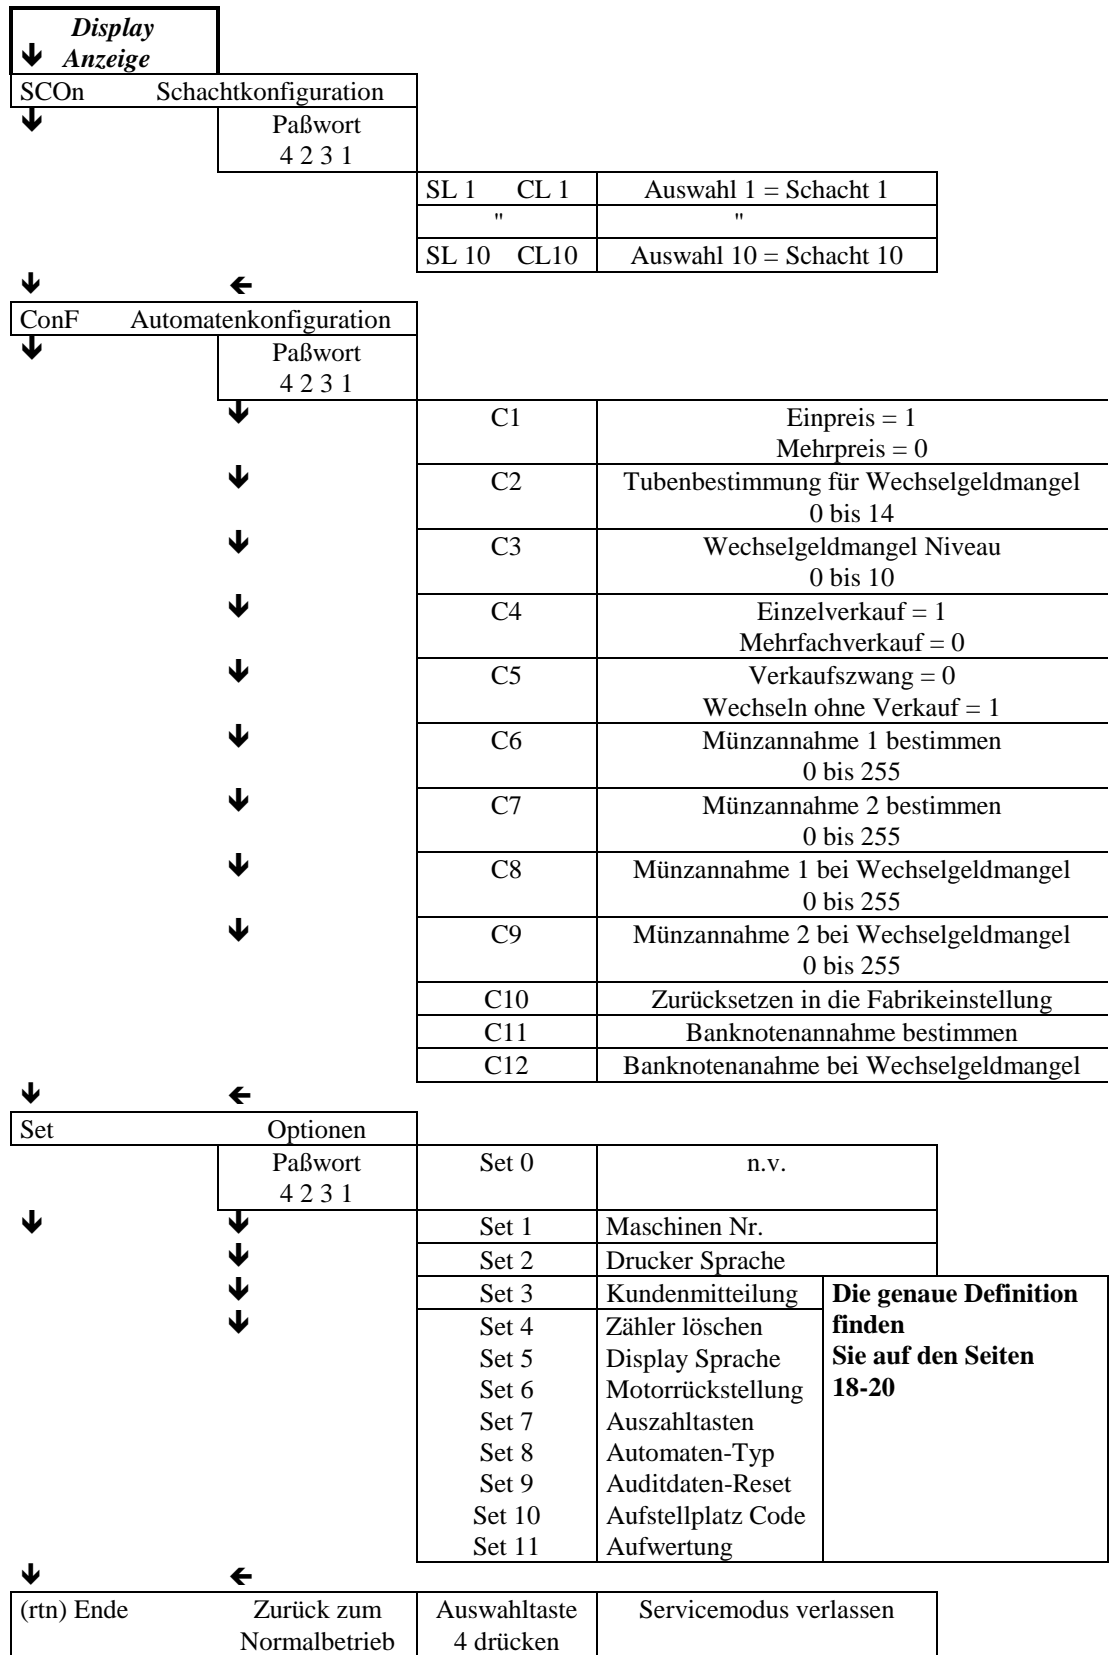 Display
🡫 Anzeige
SCOn Schachtkonfiguration
🡫 Paßwort
4 2 3 1
SL 1 CL 1 Auswahl 1 = Schacht 1
" "
SL 10 CL10 Auswahl 10 = Schacht 10
🡫 🡨
ConF Automatenkonfiguration
🡫 Paßwort
4 2 3 1
🡫 C1 Einpreis = 1
Mehrpreis = 0
🡫 C2 Tubenbestimmung für Wechselgeldmangel
0 bis 14
🡫 C3 Wechselgeldmangel Niveau
0 bis 10
🡫 C4 Einzelverkauf = 1
Mehrfachverkauf = 0
🡫 C5 Verkaufszwang = 0
Wechseln ohne Verkauf = 1
🡫 C6 Münzannahme 1 bestimmen
0 bis 255
🡫 C7 Münzannahme 2 bestimmen
0 bis 255
🡫 C8 Münzannahme 1 bei Wechselgeldmangel
0 bis 255
🡫 C9 Münzannahme 2 bei Wechselgeldmangel
0 bis 255
C10 Zurücksetzen in die Fabrikeinstellung
C11 Banknotenannahme bestimmen
C12 Banknotenanahme bei Wechselgeldmangel
🡫 🡨
Set Optionen
Paßwort Set 0 n.v.
4 2 3 1
🡫 🡫 Set 1 Maschinen Nr.
🡫 Set 2 Drucker Sprache
🡫 Set 3 Kundenmitteilung Die genaue Definition
🡫 Set 4 Zähler löschen finden
Set 5 Display Sprache Sie auf den Seiten
Set 6 Motorrückstellung 18-20
Set 7 Auszahltasten
Set 8 Automaten-Typ
Set 9 Auditdaten-Reset
Set 10 Aufstellplatz Code
Set 11 Aufwertung
🡫 🡨
(rtn) Ende Zurück zum Auswahltaste Servicemodus verlassen
Normalbetrieb 4 drücken